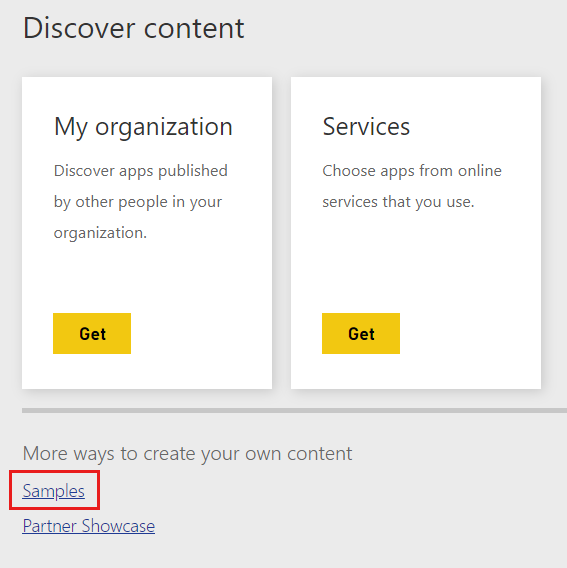 Discover content
My organization
Discover apps published
by other people in your
organization.
Get
Services
Choose apps from online
services that you use.
Get
More ways to create your own content
Samples
Partner Showcase